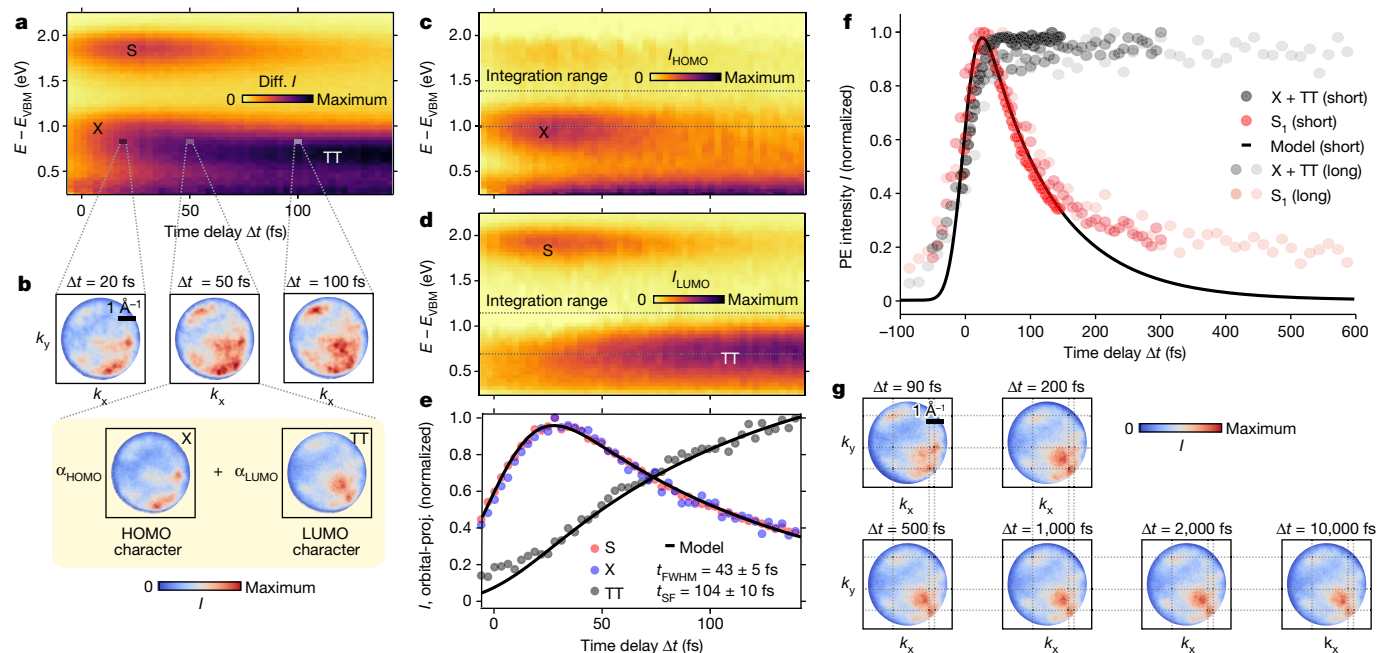 a
2.0
1.0
0.5
E − E_VBM (eV)
S
Diff. I
0 Maximum
X
TT
0 50 100
Time delay Δt (fs)
b
Δt = 20 fs
Δt = 50 fs
Δt = 100 fs
1 Å⁻¹
k_y
k_x
k_x
k_x
α_HOMO
X
+ α_LUMO
TT
HOMO
character
LUMO
character
0 Maximum
I
c
2.0
1.0
0.5
E − E_VBM (eV)
I_HOMO
Integration range
0 Maximum
X
d
2.0
1.0
0.5
E − E_VBM (eV)
S
I_LUMO
Integration range
0 Maximum
TT
e
1.0
0.8
0.6
0.4
0.2
0
I, orbital-proj. (normalized)
S
X
TT
Model
t_FWHM = 43 ± 5 fs
t_SF = 104 ± 10 fs
0 50 100
Time delay Δt (fs)
f
1.0
0.8
0.6
0.4
0.2
0
PE intensity I (normalized)
X + TT (short)
S₁ (short)
Model (short)
X + TT (long)
S₁ (long)
−100 0 100 200 300 400 500 600
Time delay Δt (fs)
g
Δt = 90 fs
Δt = 200 fs
1 Å⁻¹
0 Maximum
I
k_y
k_x
k_x
Δt = 500 fs
Δt = 1,000 fs
Δt = 2,000 fs
Δt = 10,000 fs
k_y
k_x
k_x
k_x
k_x